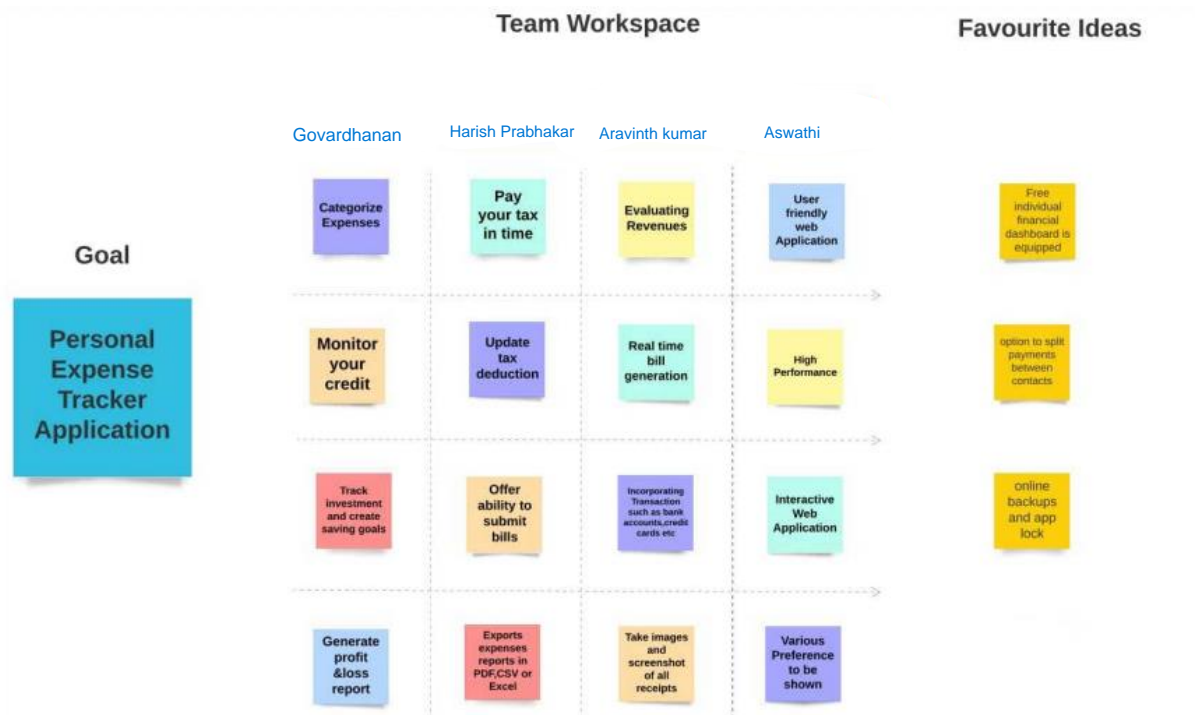 Team Workspace
Favourite Ideas
Govardhanan
Harish Prabhakar
Aravinth kumar
Aswathi
Categorize
Expenses
Pay
your tax
in time
Evaluating
Revenues
User
friendly
web
Application
Free
individual
financial
dashboard is
equipped
Goal
Personal
Expense
Tracker
Application
Monitor
your
credit
Update
tax
deduction
Real time
bill
generation
High
Performance
option to split
payments
between
contacts
Track
investment
and create
saving goals
Offer
ability to
submit
bills
Incorporating
Transaction
such as bank
accounts,credit
cards etc
Interactive
Web
Application
online
backups
and app
lock
Generate
profit
&loss
report
Exports
expenses
reports in
PDF,CSV or
Excel
Take images
and
screenshot
of all
receipts
Various
Preference
to be
shown